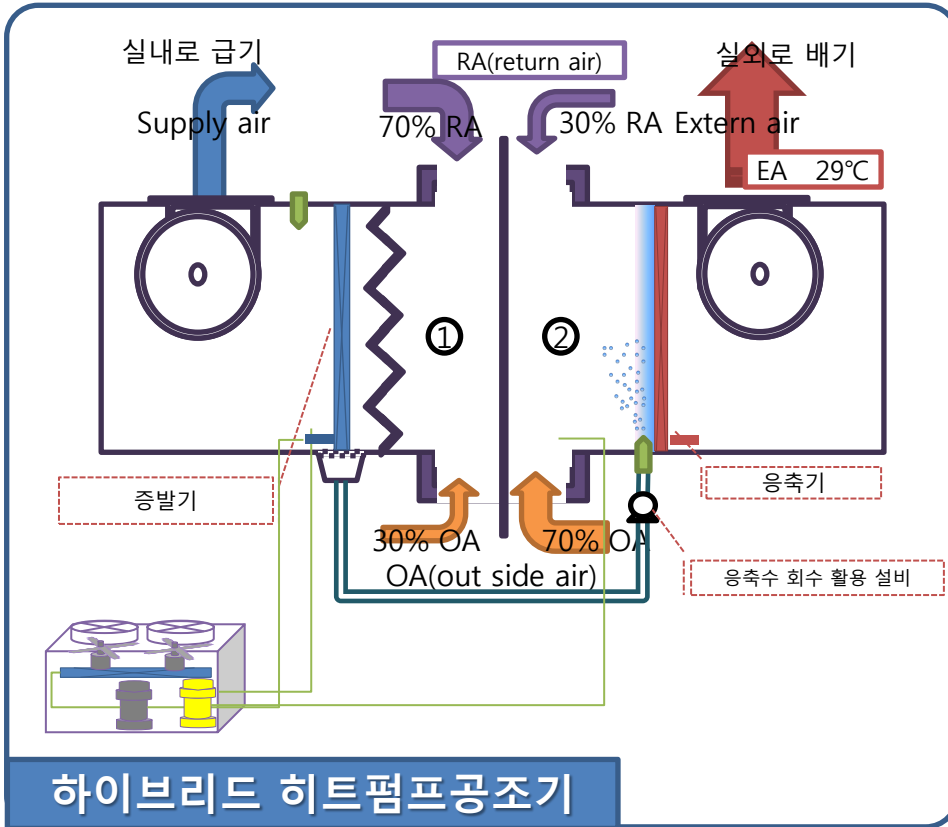 실내로 급기
RA(return air)
실외로 배기
Supply air
70% RA
30% RA Extern air
EA 29℃
①
②
증발기
응축기
30% OA
70% OA
OA(out side air)
응축수 회수 활용 설비
하이브리드 히트펌프공조기